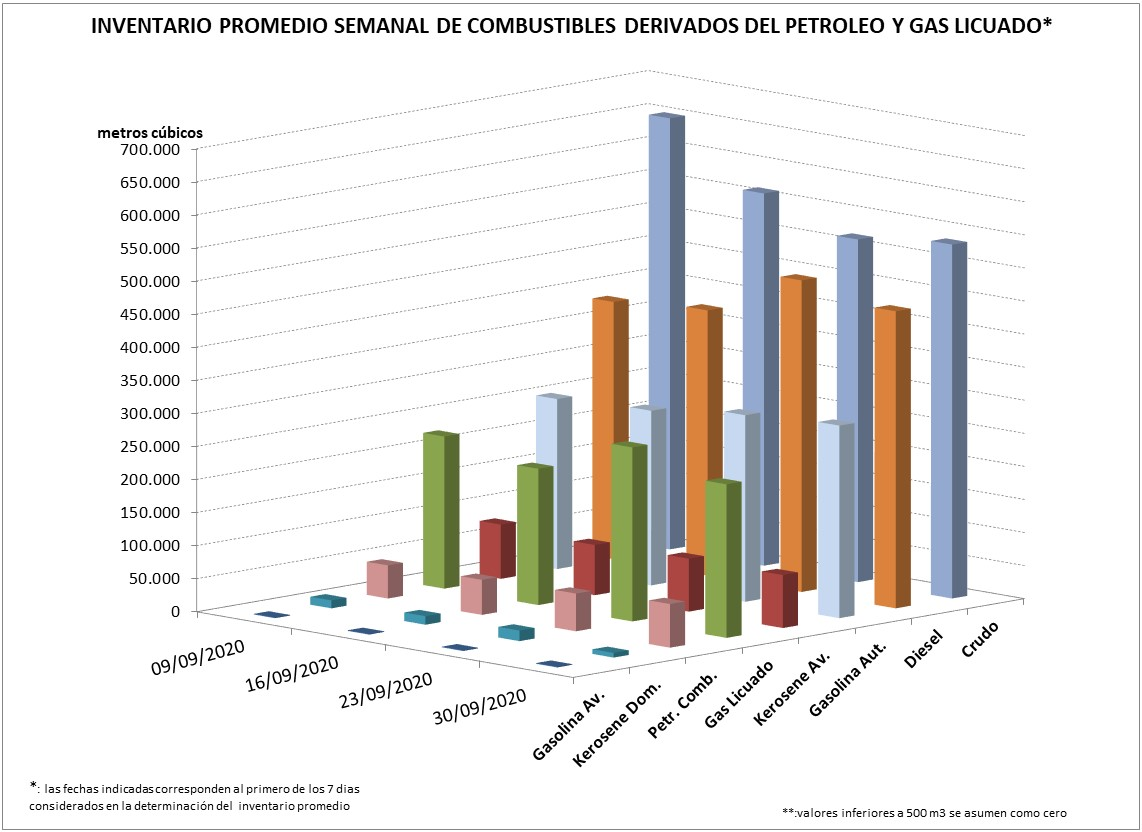 INVENTARIO PROMEDIO SEMANAL DE COMBUSTIBLES DERIVADOS DEL PETROLEO Y GAS LICUADO*
metros cúbicos
700.000
650.000
600.000
550.000
500.000
450.000
400.000
350.000
300.000
250.000
200.000
150.000
100.000
50.000
0
09/09/2020
16/09/2020
23/09/2020
30/09/2020
Gasolina Av.
Kerosene Dom.
Petr. Comb.
Gas Licuado
Kerosene Av.
Gasolina Aut.
Diesel
Crudo
*: las fechas indicadas corresponden al primero de los 7 dias
considerados en la determinación del inventario promedio
**:valores inferiores a 500 m3 se asumen como cero